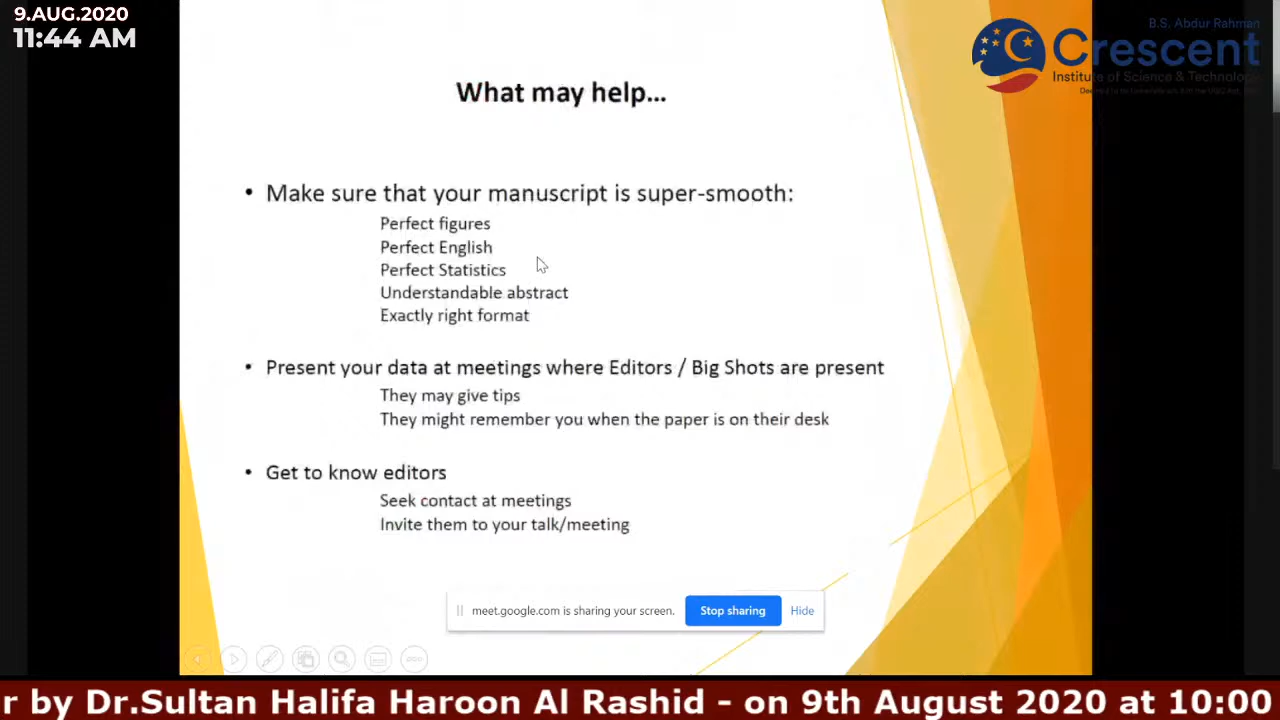 9.AUG.2020
11:44 AM
B.S. Abdur Rahman
Crescent
Institute of Science & Technology
What may help...
• Make sure that your manuscript is super-smooth:
Perfect figures
Perfect English
Perfect Statistics
Understandable abstract
Exactly right format
• Present your data at meetings where Editors / Big Shots are present
They may give tips
They might remember you when the paper is on their desk
• Get to know editors
Seek contact at meetings
Invite them to your talk/meeting
meet.google.com is sharing your screen. Stop sharing Hide
r by Dr.Sultan Halifa Haroon Al Rashid - on 9th August 2020 at 10:00